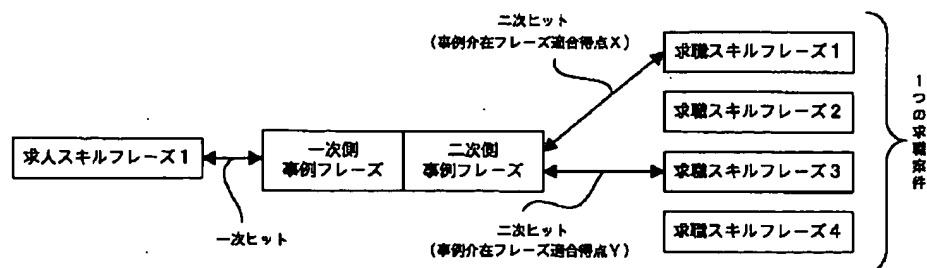 二次ヒット
(事例介在フレーズ適合得点X)
求職スキルフレーズ1
求職スキルフレーズ2
求人スキルフレーズ1
一次側
事例フレーズ
二次側
事例フレーズ
求職スキルフレーズ3
一次ヒット
二次ヒット
(事例介在フレーズ適合得点Y)
求職スキルフレーズ4
1つの求職案件